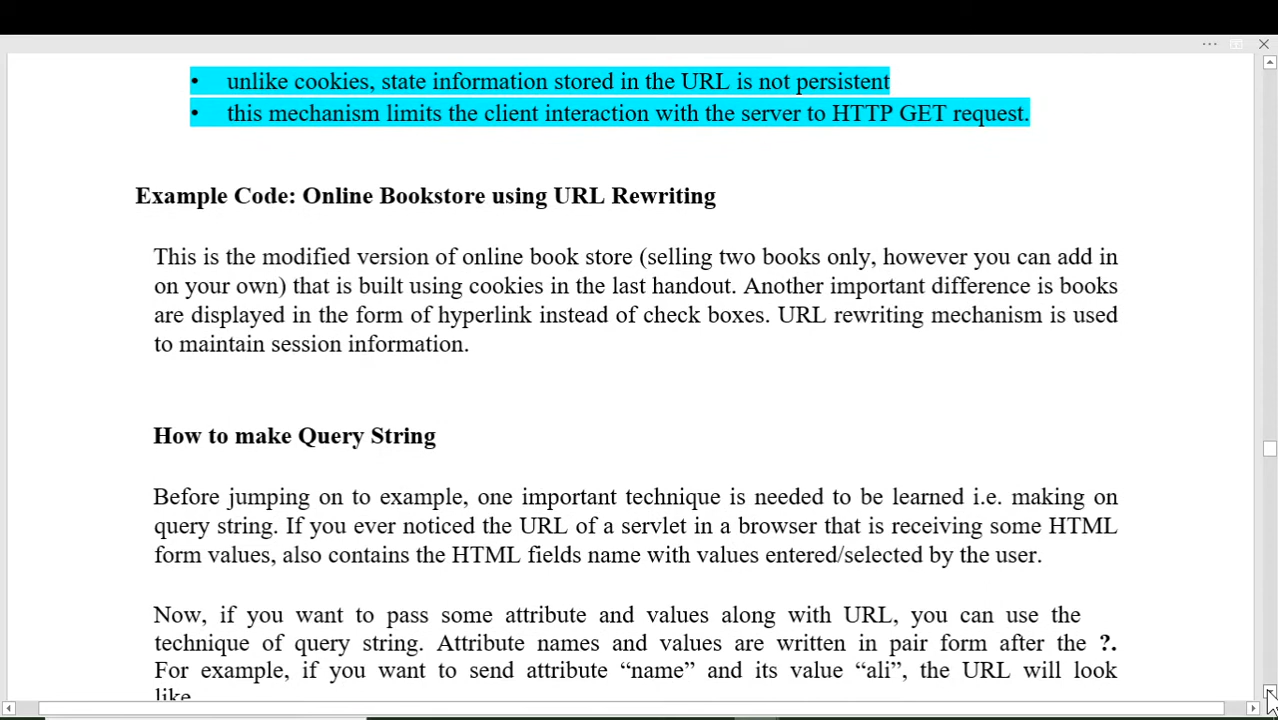 • unlike cookies, state information stored in the URL is not persistent
• this mechanism limits the client interaction with the server to HTTP GET request.
Example Code: Online Bookstore using URL Rewriting
This is the modified version of online book store (selling two books only, however you can add in
on your own) that is built using cookies in the last handout. Another important difference is books
are displayed in the form of hyperlink instead of check boxes. URL rewriting mechanism is used
to maintain session information.
How to make Query String
Before jumping on to example, one important technique is needed to be learned i.e. making on
query string. If you ever noticed the URL of a servlet in a browser that is receiving some HTML
form values, also contains the HTML fields name with values entered/selected by the user.
Now, if you want to pass some attribute and values along with URL, you can use the
technique of query string. Attribute names and values are written in pair form after the ?.
For example, if you want to send attribute “name” and its value “ali”, the URL will look
like